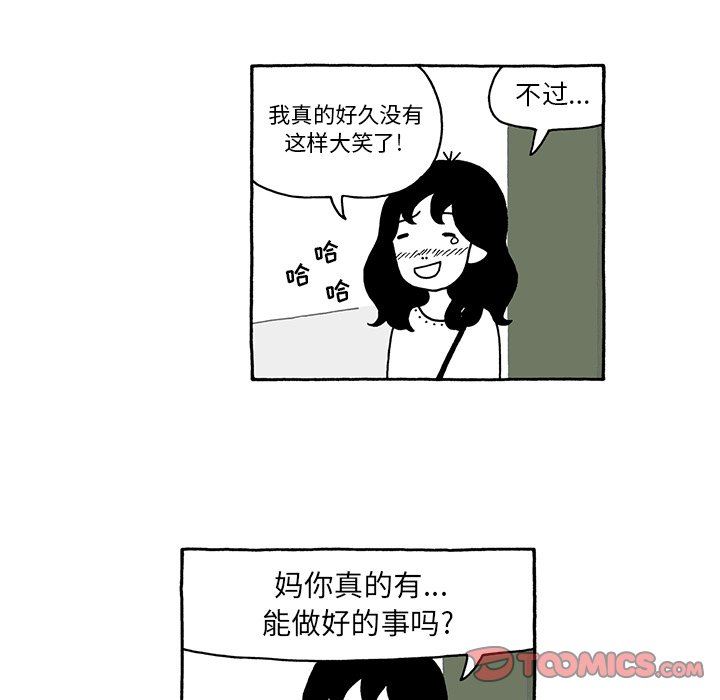 我真的好久没有
这样大笑了!
不过...
哈
哈
哈
妈你真的有...
能做好的事吗?
TOOMICS.COM